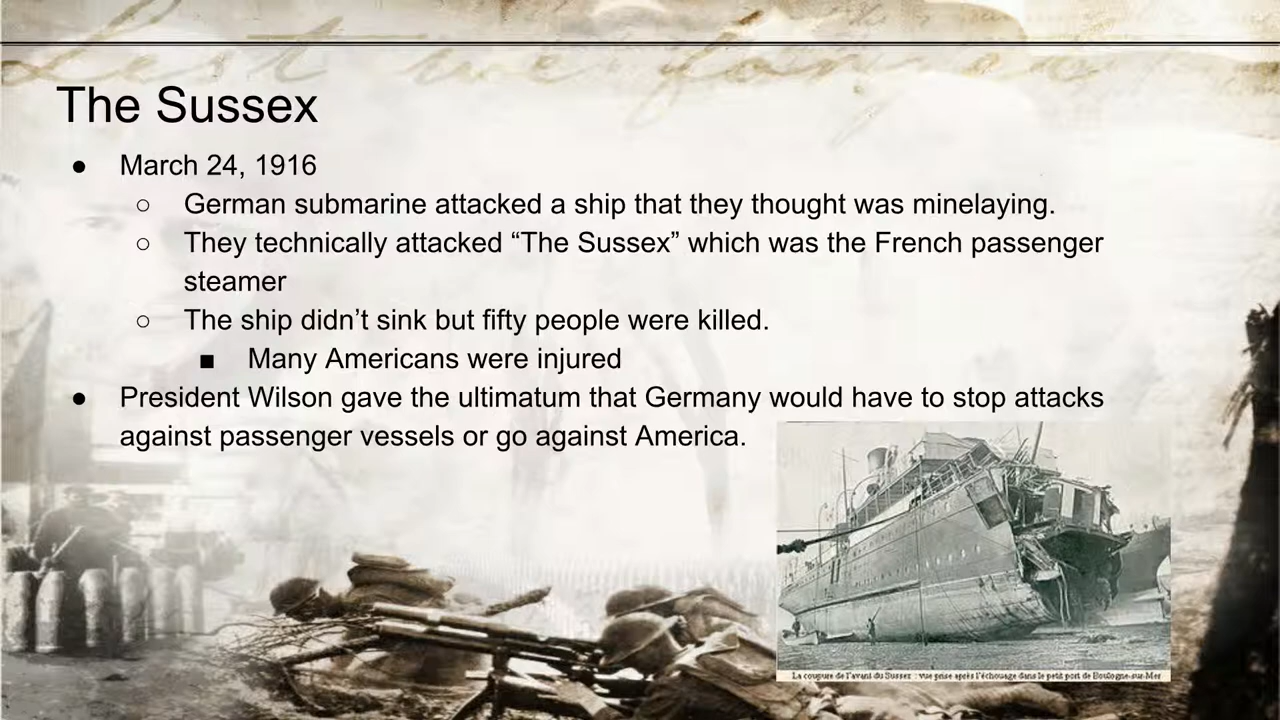 Lest we forget
The Sussex
● March 24, 1916
○ German submarine attacked a ship that they thought was minelaying.
○ They technically attacked “The Sussex” which was the French passenger
steamer
○ The ship didn’t sink but fifty people were killed.
■ Many Americans were injured
● President Wilson gave the ultimatum that Germany would have to stop attacks
against passenger vessels or go against America.
La coupure de l'avant du Sussex : vue prise après l'échouage dans le petit port de Boulogne-sur-Mer